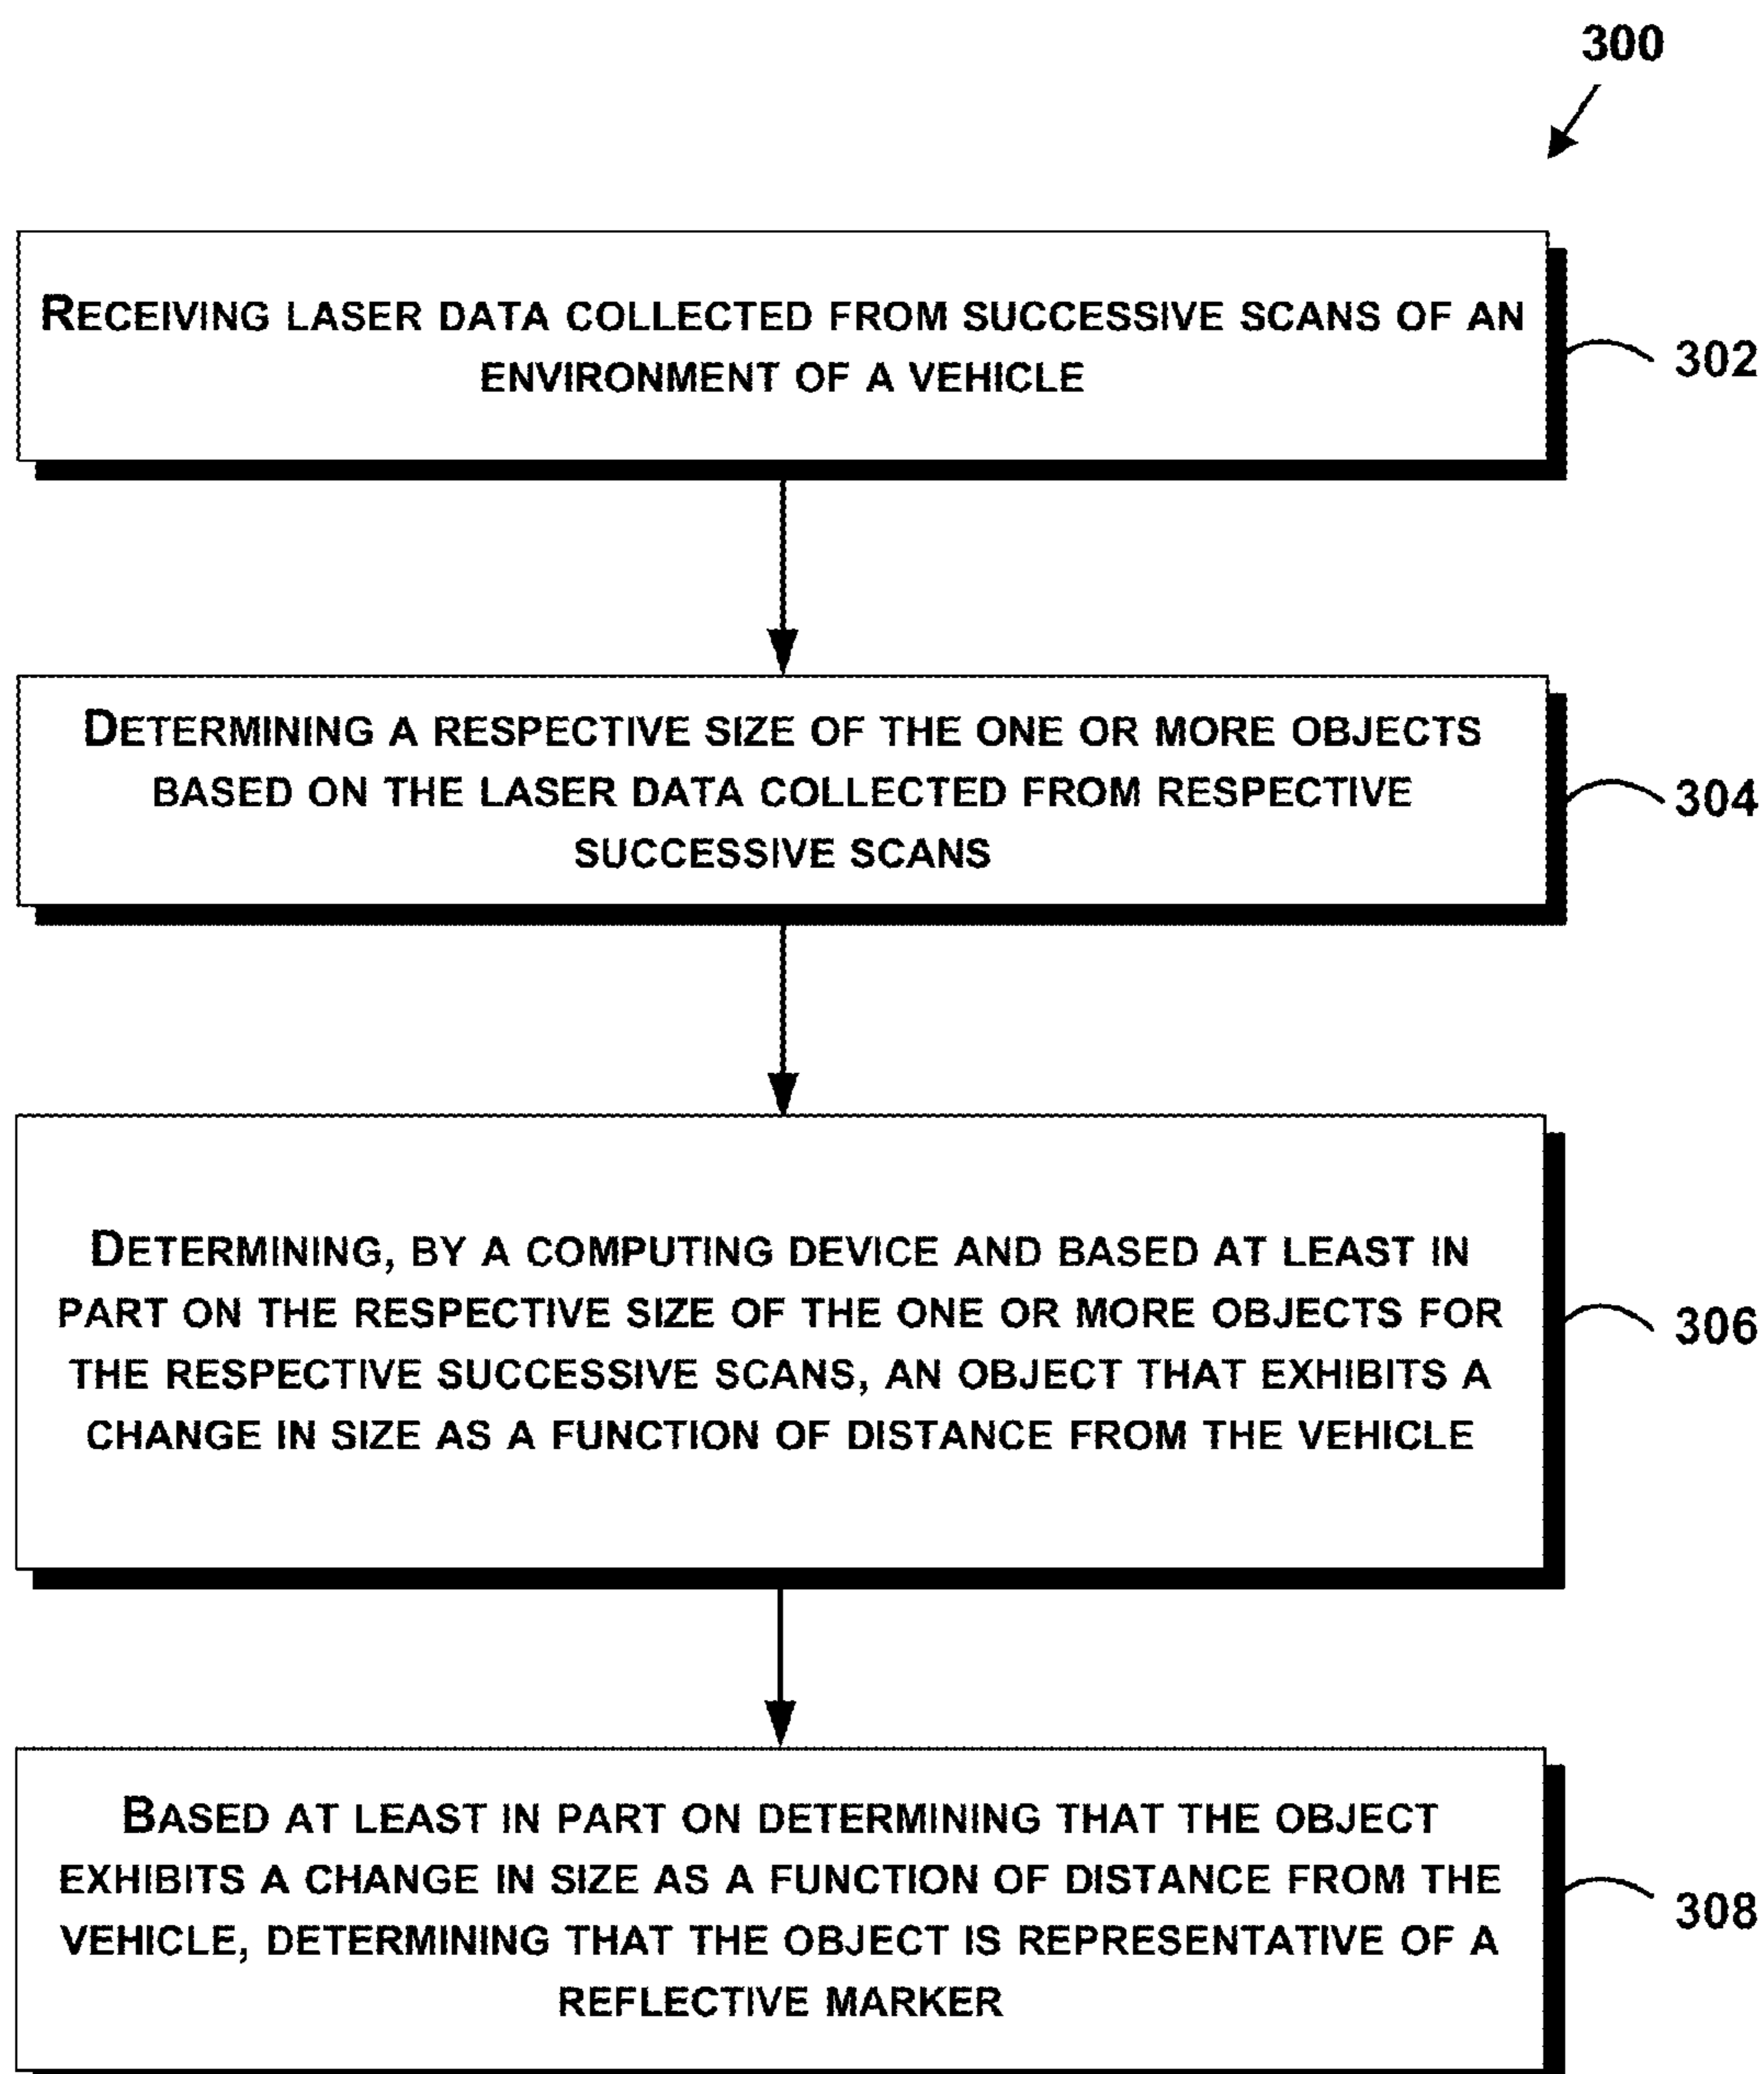 300
RECEIVING LASER DATA COLLECTED FROM SUCCESSIVE SCANS OF AN
ENVIRONMENT OF A VEHICLE
302
DETERMINING A RESPECTIVE SIZE OF THE ONE OR MORE OBJECTS
BASED ON THE LASER DATA COLLECTED FROM RESPECTIVE
SUCCESSIVE SCANS
304
DETERMINING, BY A COMPUTING DEVICE AND BASED AT LEAST IN
PART ON THE RESPECTIVE SIZE OF THE ONE OR MORE OBJECTS FOR
THE RESPECTIVE SUCCESSIVE SCANS, AN OBJECT THAT EXHIBITS A
CHANGE IN SIZE AS A FUNCTION OF DISTANCE FROM THE VEHICLE
306
BASED AT LEAST IN PART ON DETERMINING THAT THE OBJECT
EXHIBITS A CHANGE IN SIZE AS A FUNCTION OF DISTANCE FROM THE
VEHICLE, DETERMINING THAT THE OBJECT IS REPRESENTATIVE OF A
REFLECTIVE MARKER
308